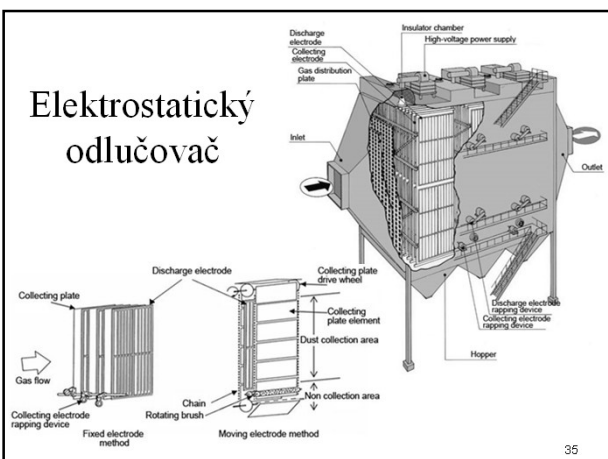 Elektrostatický
odlučovač
Discharge
electrode
Collecting
electrode
Gas distribution
plate
Insulator chamber
High-voltage power supply
Inlet
Outlet
Discharge electrode
rapping device
Collecting electrode
rapping device
Hopper
Collecting plate
Discharge electrode
Gas flow
Collecting electrode
rapping device
Fixed electrode
method
Collecting plate
drive wheel
Collecting
plate element
Dust collection area
Non collection area
Chain
Rotating brush
Moving electrode method
35